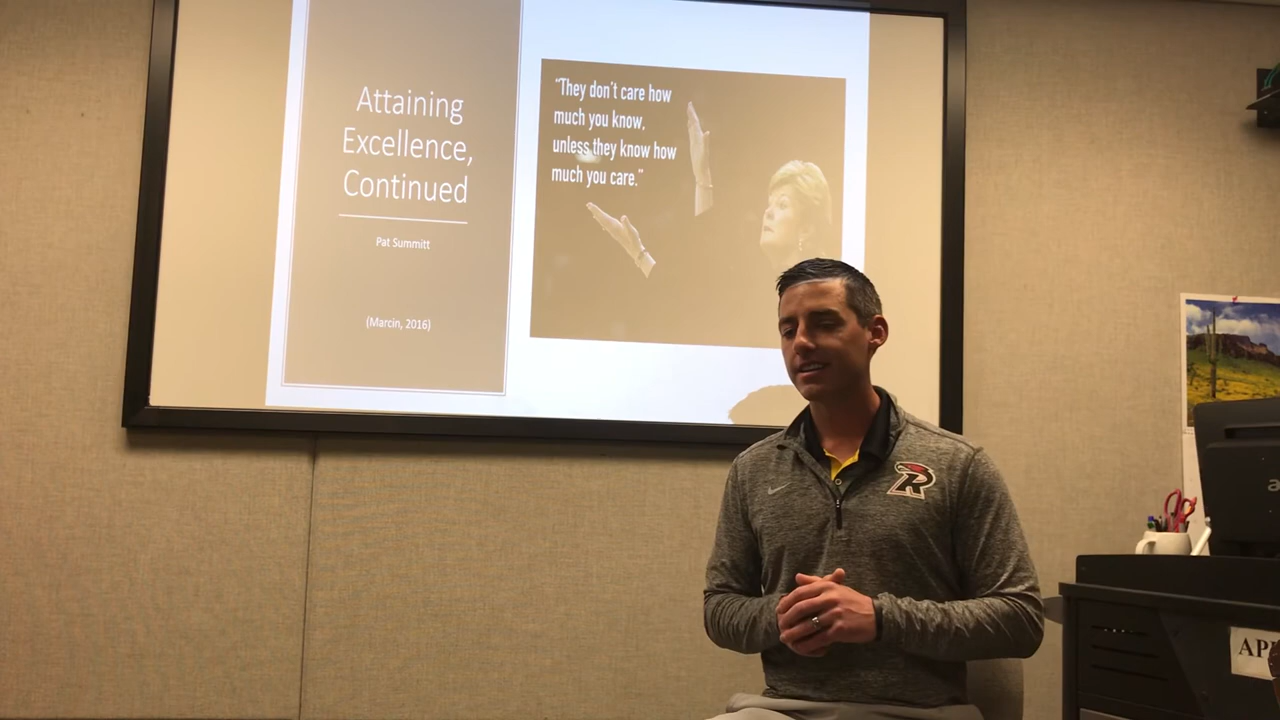 Attaining
Excellence,
Continued
Pat Summitt
(Marcin, 2016)
“They don’t care how
much you know,
unless they know how
much you care.”
R